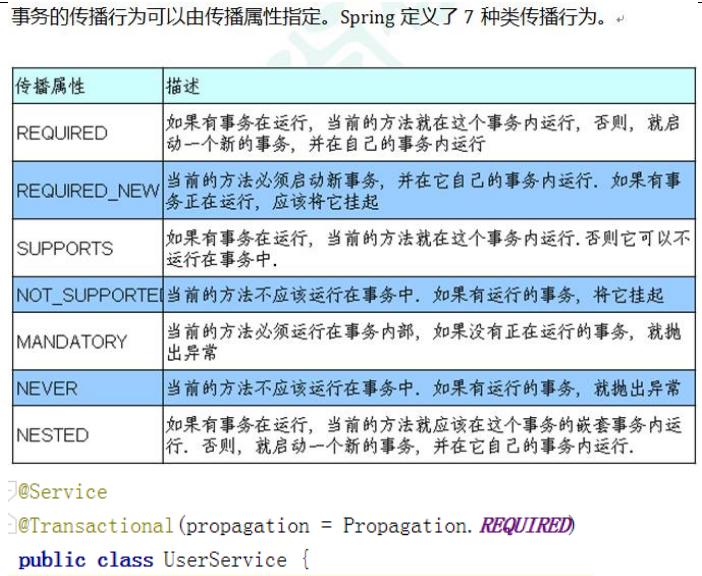 事务的传播行为可以由传播属性指定。Spring 定义了 7 种类传播行为。
传播属性 描述
REQUIRED 如果有事务在运行，当前的方法就在这个事务内运行，否则，就启
动一个新的事务，并在自己的事务内运行
REQUIRED_NEW 当前的方法必须启动新事务，并在它自己的事务内运行. 如果有事
务正在运行，应该将它挂起
SUPPORTS 如果有事务在运行，当前的方法就在这个事务内运行.否则它可以不
运行在事务中.
NOT_SUPPORTED 当前的方法不应该运行在事务中. 如果有运行的事务，将它挂起
MANDATORY 当前的方法必须运行在事务内部，如果没有正在运行的事务，就抛
出异常
NEVER 当前的方法不应该运行在事务中. 如果有运行的事务，就抛出异常
NESTED 如果有事务在运行，当前的方法就应该在这个事务的嵌套事务内运
行. 否则，就启动一个新的事务，并在它自己的事务内运行.
@Service
@Transactional(propagation = Propagation.REQUIRED)
public class UserService {